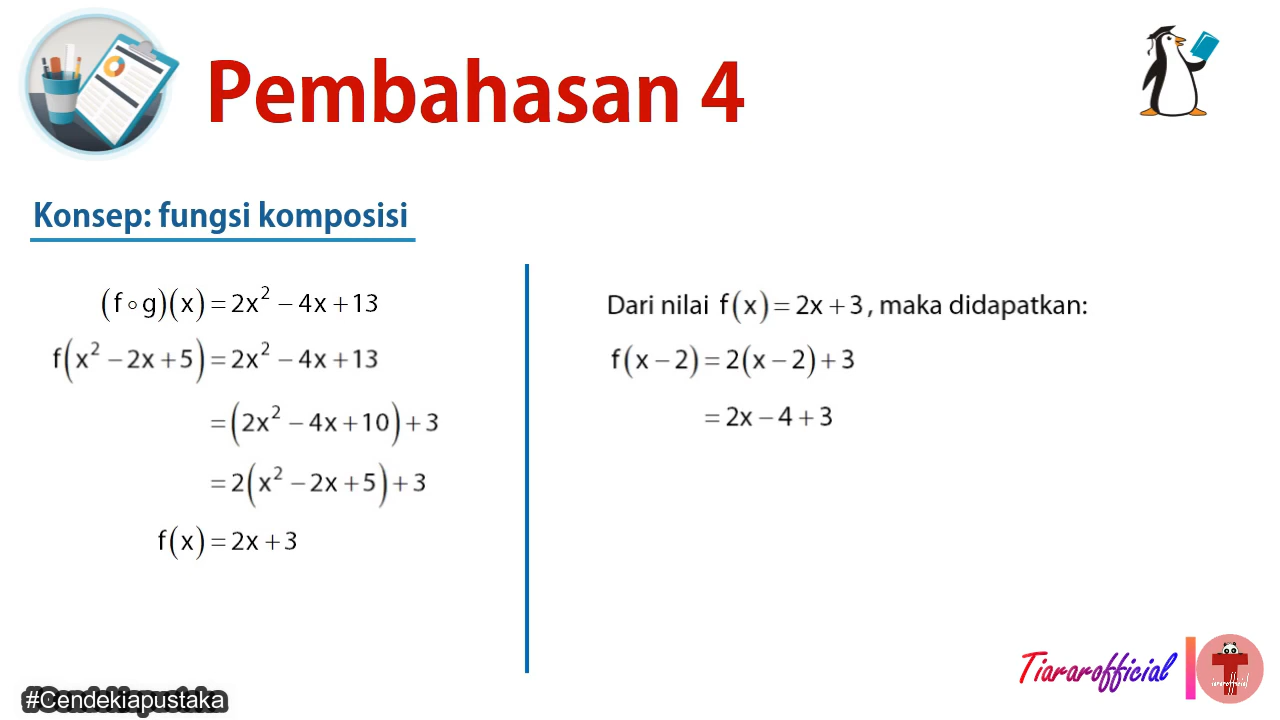 Pembahasan 4
Konsep: fungsi komposisi
(f∘g)(x) = 2x² − 4x + 13
f(x² − 2x + 5) = 2x² − 4x + 13
= (2x² − 4x + 10) + 3
= 2(x² − 2x + 5) + 3
f(x) = 2x + 3
Dari nilai f(x) = 2x + 3, maka didapatkan:
f(x − 2) = 2(x − 2) + 3
= 2x − 4 + 3
Tiararofficial
T
tiararofficial
#Cendekiapustaka